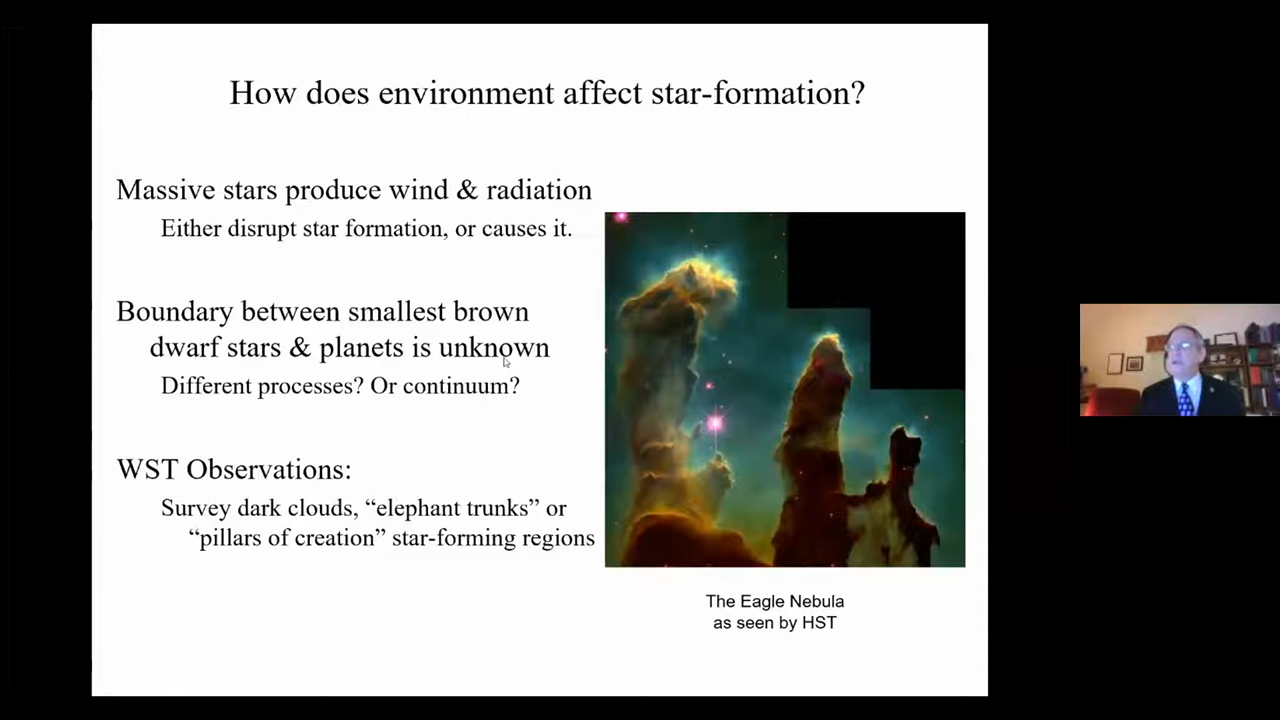 How does environment affect star-formation?
Massive stars produce wind & radiation
Either disrupt star formation, or causes it.
Boundary between smallest brown
dwarf stars & planets is unknown
Different processes? Or continuum?
WST Observations:
Survey dark clouds, “elephant trunks” or
“pillars of creation” star-forming regions
The Eagle Nebula
as seen by HST